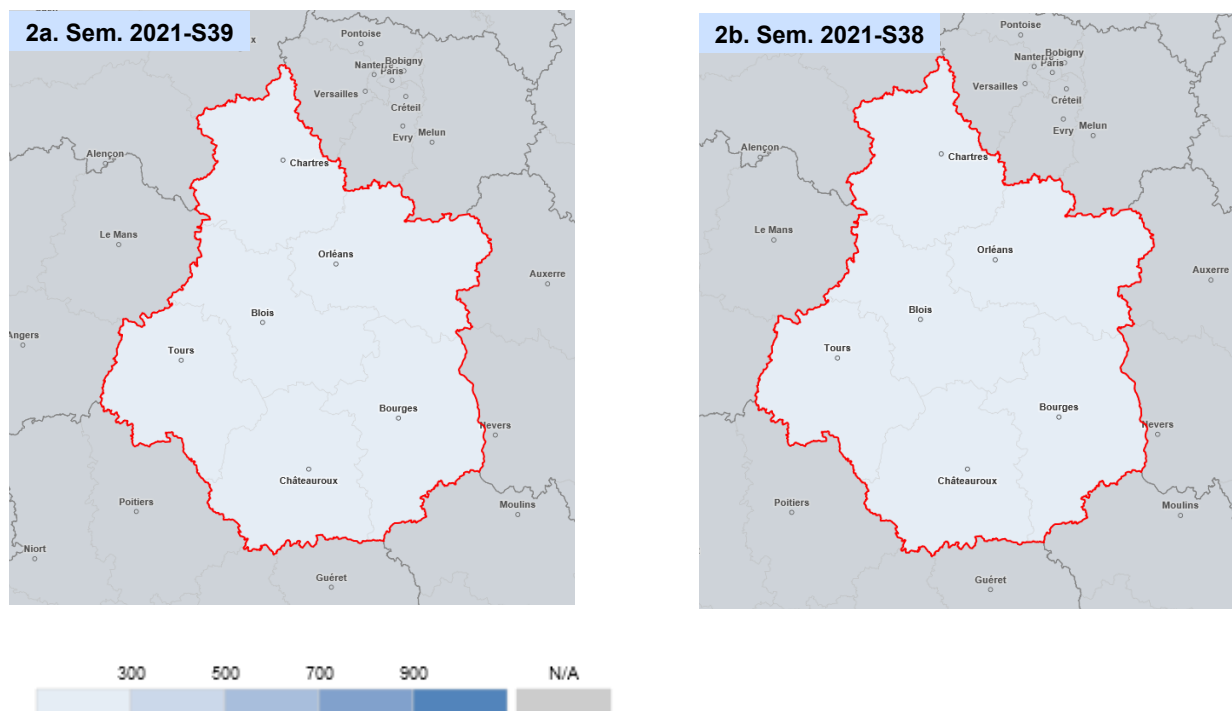 2a. Sem. 2021-S39
Pontoise
Bobigny
Nanterre
Paris
Versailles
Créteil
Evry
Melun
Alençon
Chartres
Le Mans
Orléans
Auxerre
Blois
Angers
Tours
Bourges
Nevers
Châteauroux
Poitiers
Moulins
Niort
Guéret
2b. Sem. 2021-S38
Pontoise
Bobigny
Nanterre
Paris
Versailles
Créteil
Evry
Melun
Alençon
Chartres
Le Mans
Orléans
Auxerre
Blois
Tours
Bourges
Nevers
Châteauroux
Poitiers
Moulins
Guéret
300 500 700 900 N/A